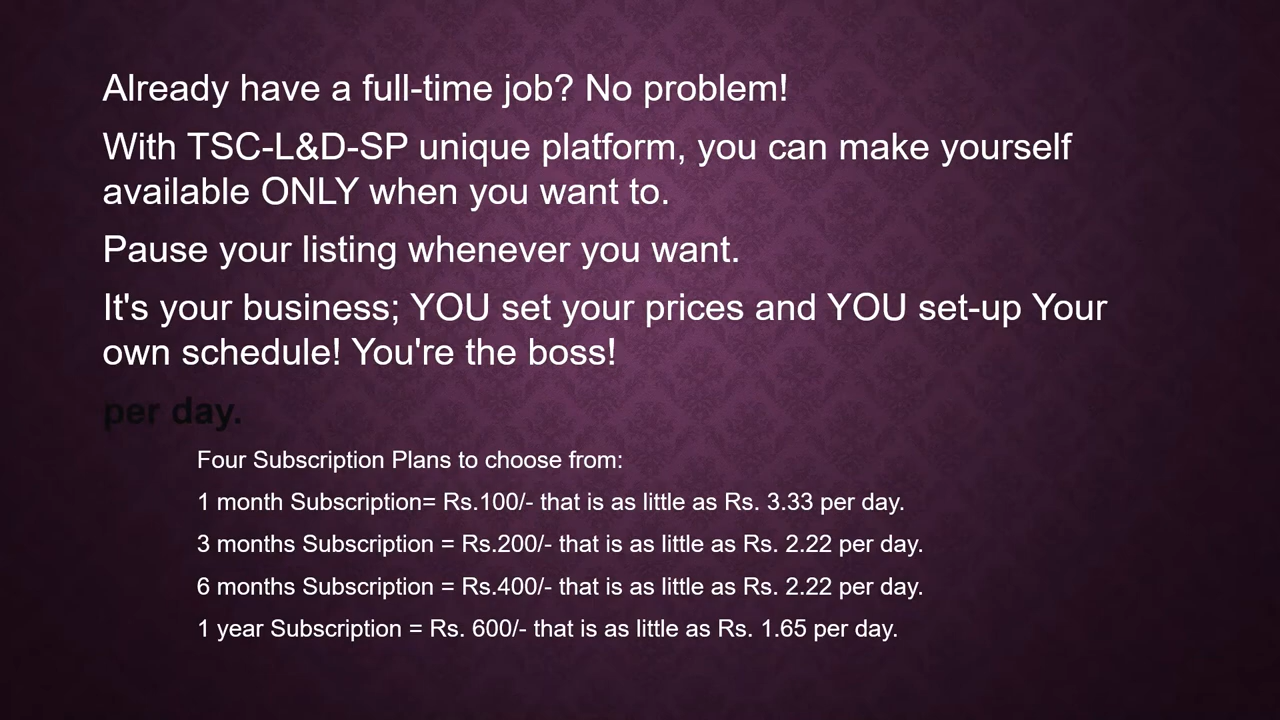 Already have a full-time job? No problem!
With TSC-L&D-SP unique platform, you can make yourself
available ONLY when you want to.
Pause your listing whenever you want.
It's your business; YOU set your prices and YOU set-up Your
own schedule! You're the boss!
per day.
Four Subscription Plans to choose from:
1 month Subscription= Rs.100/- that is as little as Rs. 3.33 per day.
3 months Subscription = Rs.200/- that is as little as Rs. 2.22 per day.
6 months Subscription = Rs.400/- that is as little as Rs. 2.22 per day.
1 year Subscription = Rs. 600/- that is as little as Rs. 1.65 per day.